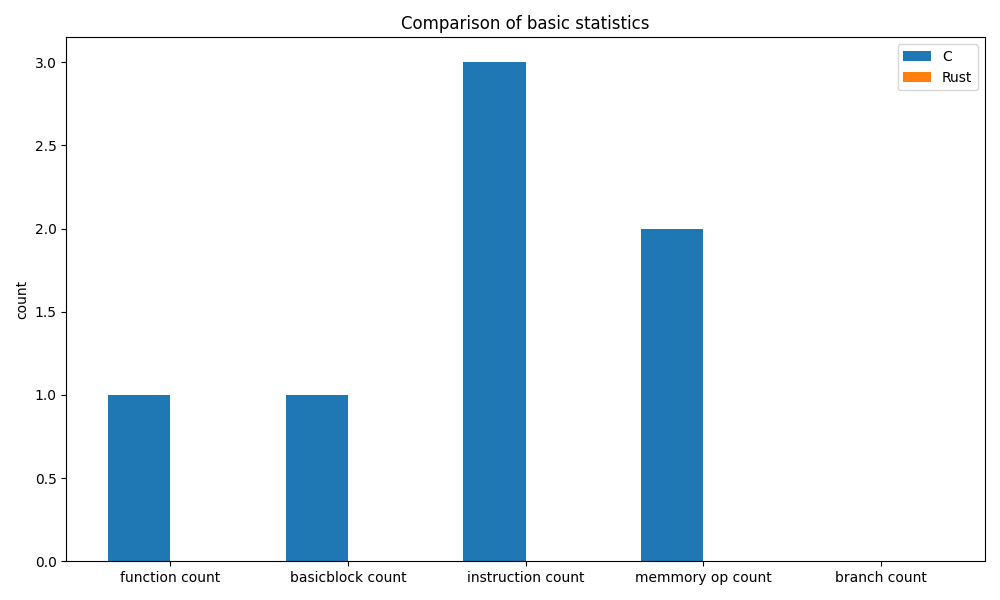 Comparison of basic statistics
C
Rust
3.0
2.5
2.0
1.5
1.0
0.5
0.0
count
function count
basicblock count
instruction count
memmory op count
branch count